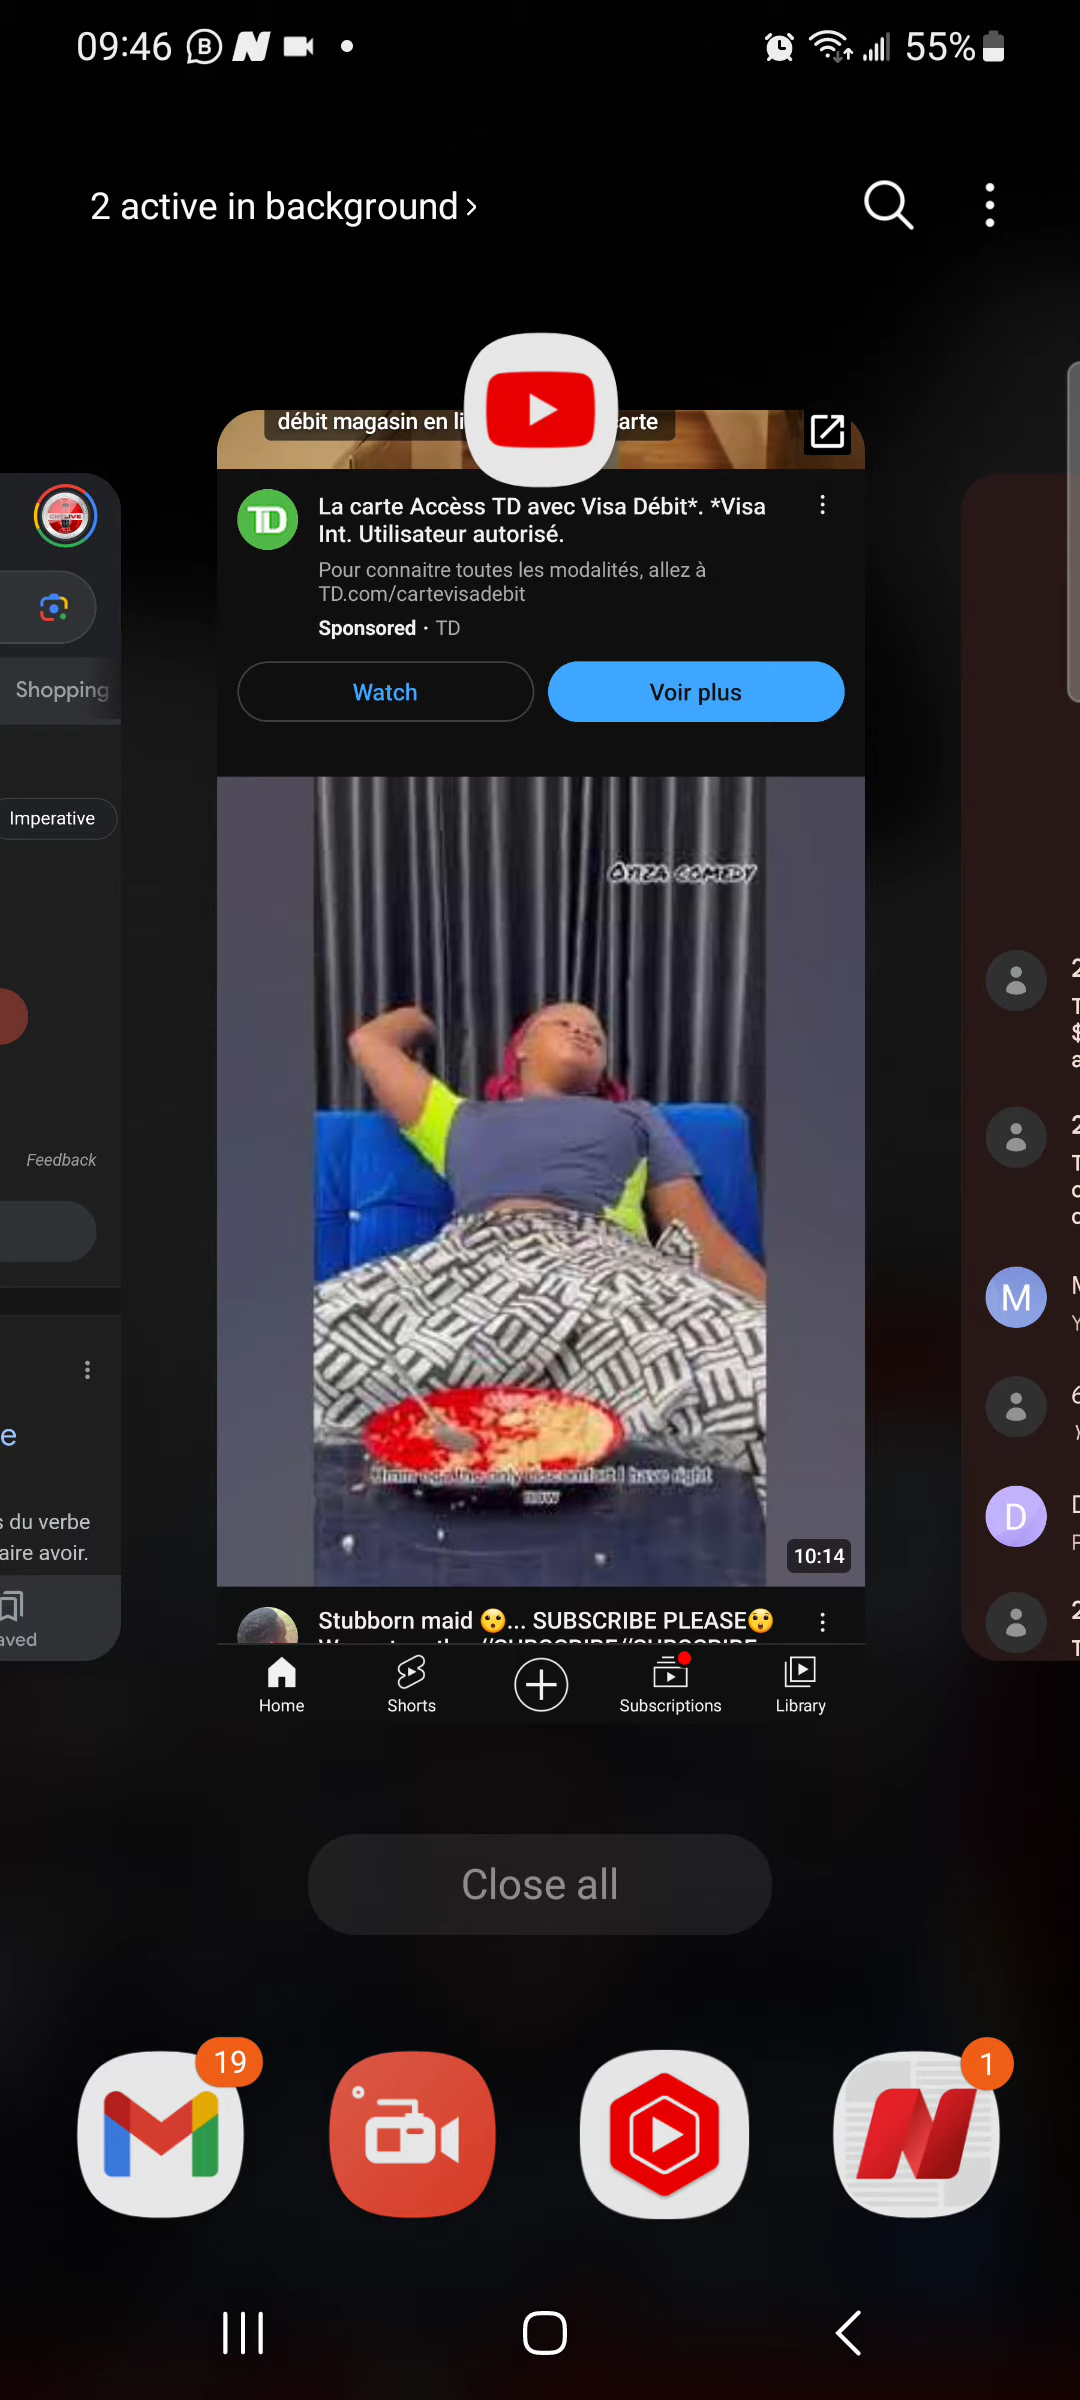 09:46
55%
2 active in background
débit magasin en li
arte
La carte Accèss TD avec Visa Débit*. *Visa
Int. Utilisateur autorisé.
Pour connaitre toutes les modalités, allez à
TD.com/cartevisadebit
Sponsored · TD
Watch
Voir plus
Shopping
Imperative
Feedback
e
s du verbe
aire avoir.
aved
OYIZA COMEDY
now
10:14
Stubborn maid 😲... SUBSCRIBE PLEASE😲
Home
Shorts
Subscriptions
Library
M
D
Close all
19
1